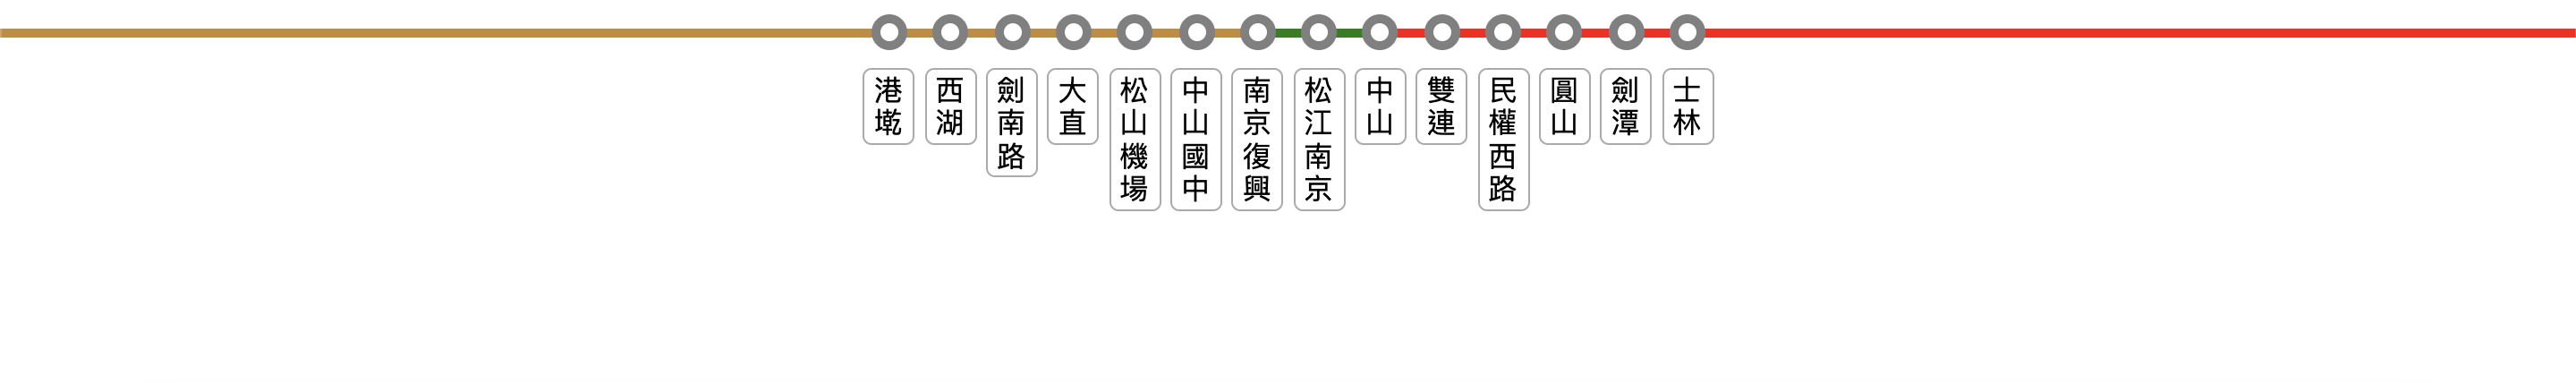 港墘
西湖
劍南路
大直
松山機場
中山國中
南京復興
松江南京
中山
雙連
民權西路
圓山
劍潭
士林